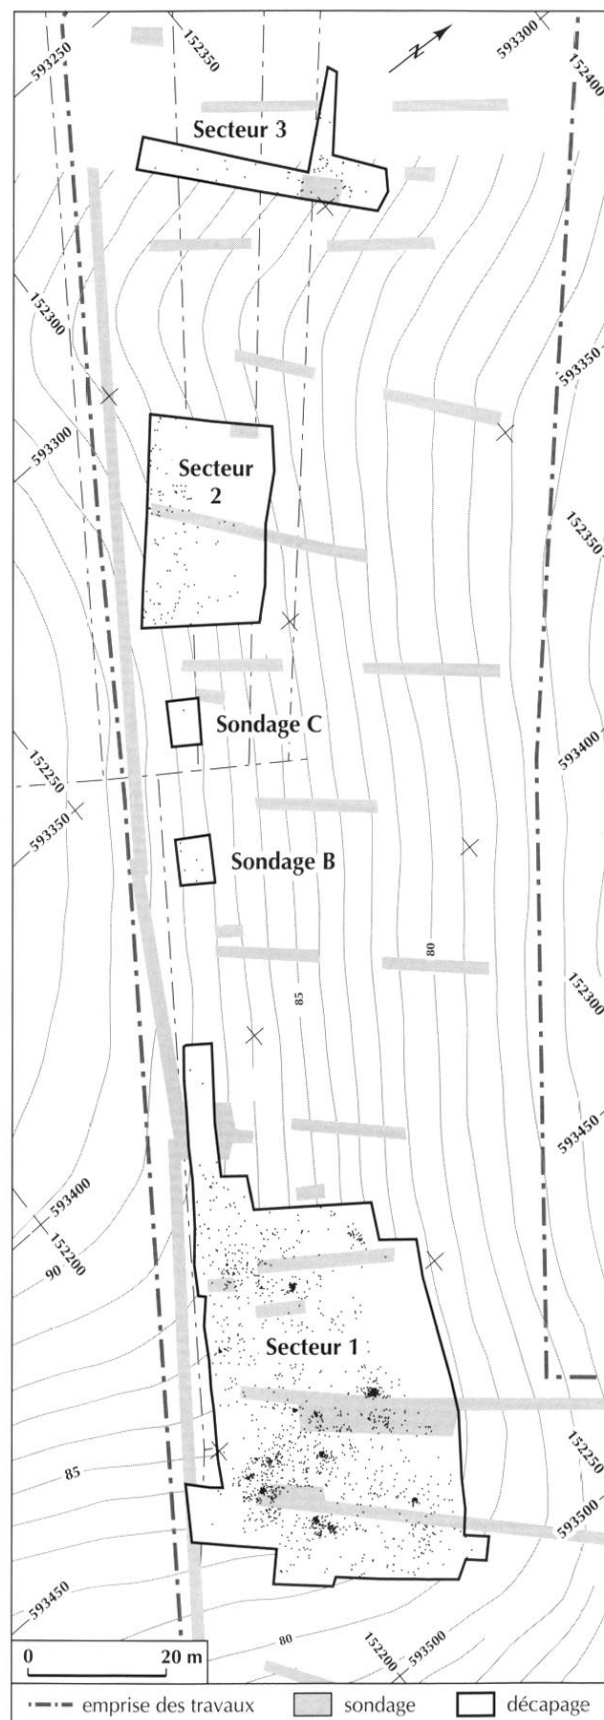 593250
152350
N
593300
152400
Secteur 3
152300
593350
593300
Secteur
2
152350
Sondage C
152250
593400
593350
Sondage B
80
85
152300
593450
593400
152200
90
Secteur 1
152250
85
593500
593450
80
152200
593500
0 20 m
emprise des travaux
sondage
décapage